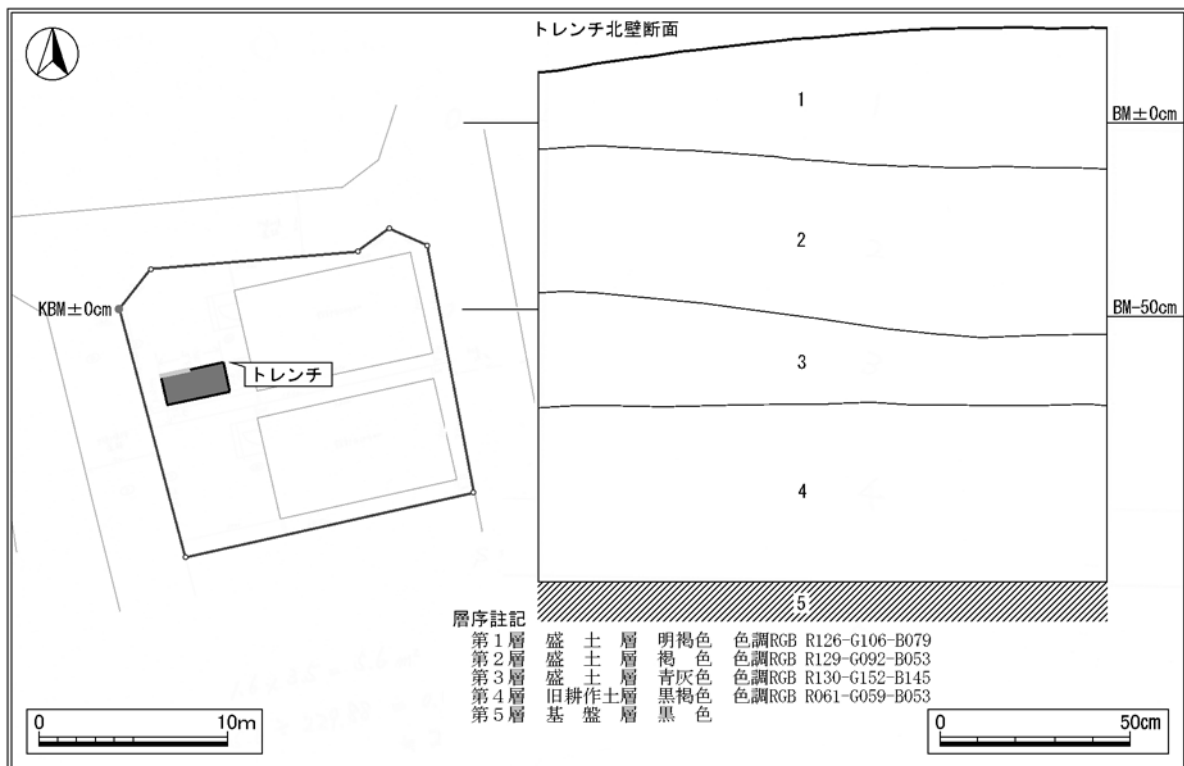 トレンチ北壁断面
1
BM±0cm
2
KBM±0cm
BM-50cm
トレンチ
3
4
5
層序註記
第1層 盛土層 明褐色 色調RGB R126-G106-B079
第2層 盛土層 褐色 色調RGB R129-G092-B053
第3層 盛土層 青灰色 色調RGB R130-G152-B145
第4層 旧耕作土層 黒褐色 色調RGB R061-G059-B053
第5層 基盤層 黒色
0 10m
0 50cm